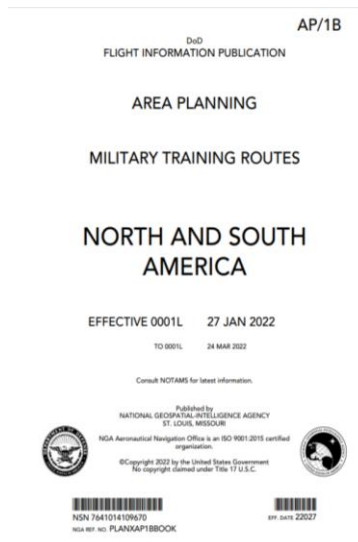 AP/1B
DoD
FLIGHT INFORMATION PUBLICATION
AREA PLANNING
MILITARY TRAINING ROUTES
NORTH AND SOUTH
AMERICA
EFFECTIVE 0001L 27 JAN 2022
TO 0001L 24 MAR 2022
Consult NOTAMS for latest information.
Published by
NATIONAL GEOSPATIAL-INTELLIGENCE AGENCY
ST. LOUIS, MISSOURI
NGA Aeronautical Navigation Office is an ISO 9001:2015 certified
organization.
©Copyright 2022 by the United States Government
No copyright claimed under Title 17 U.S.C.
NSN 7641014109670
NGA REF. NO. PLANXAP1BBOOK
EFF. DATE 22027